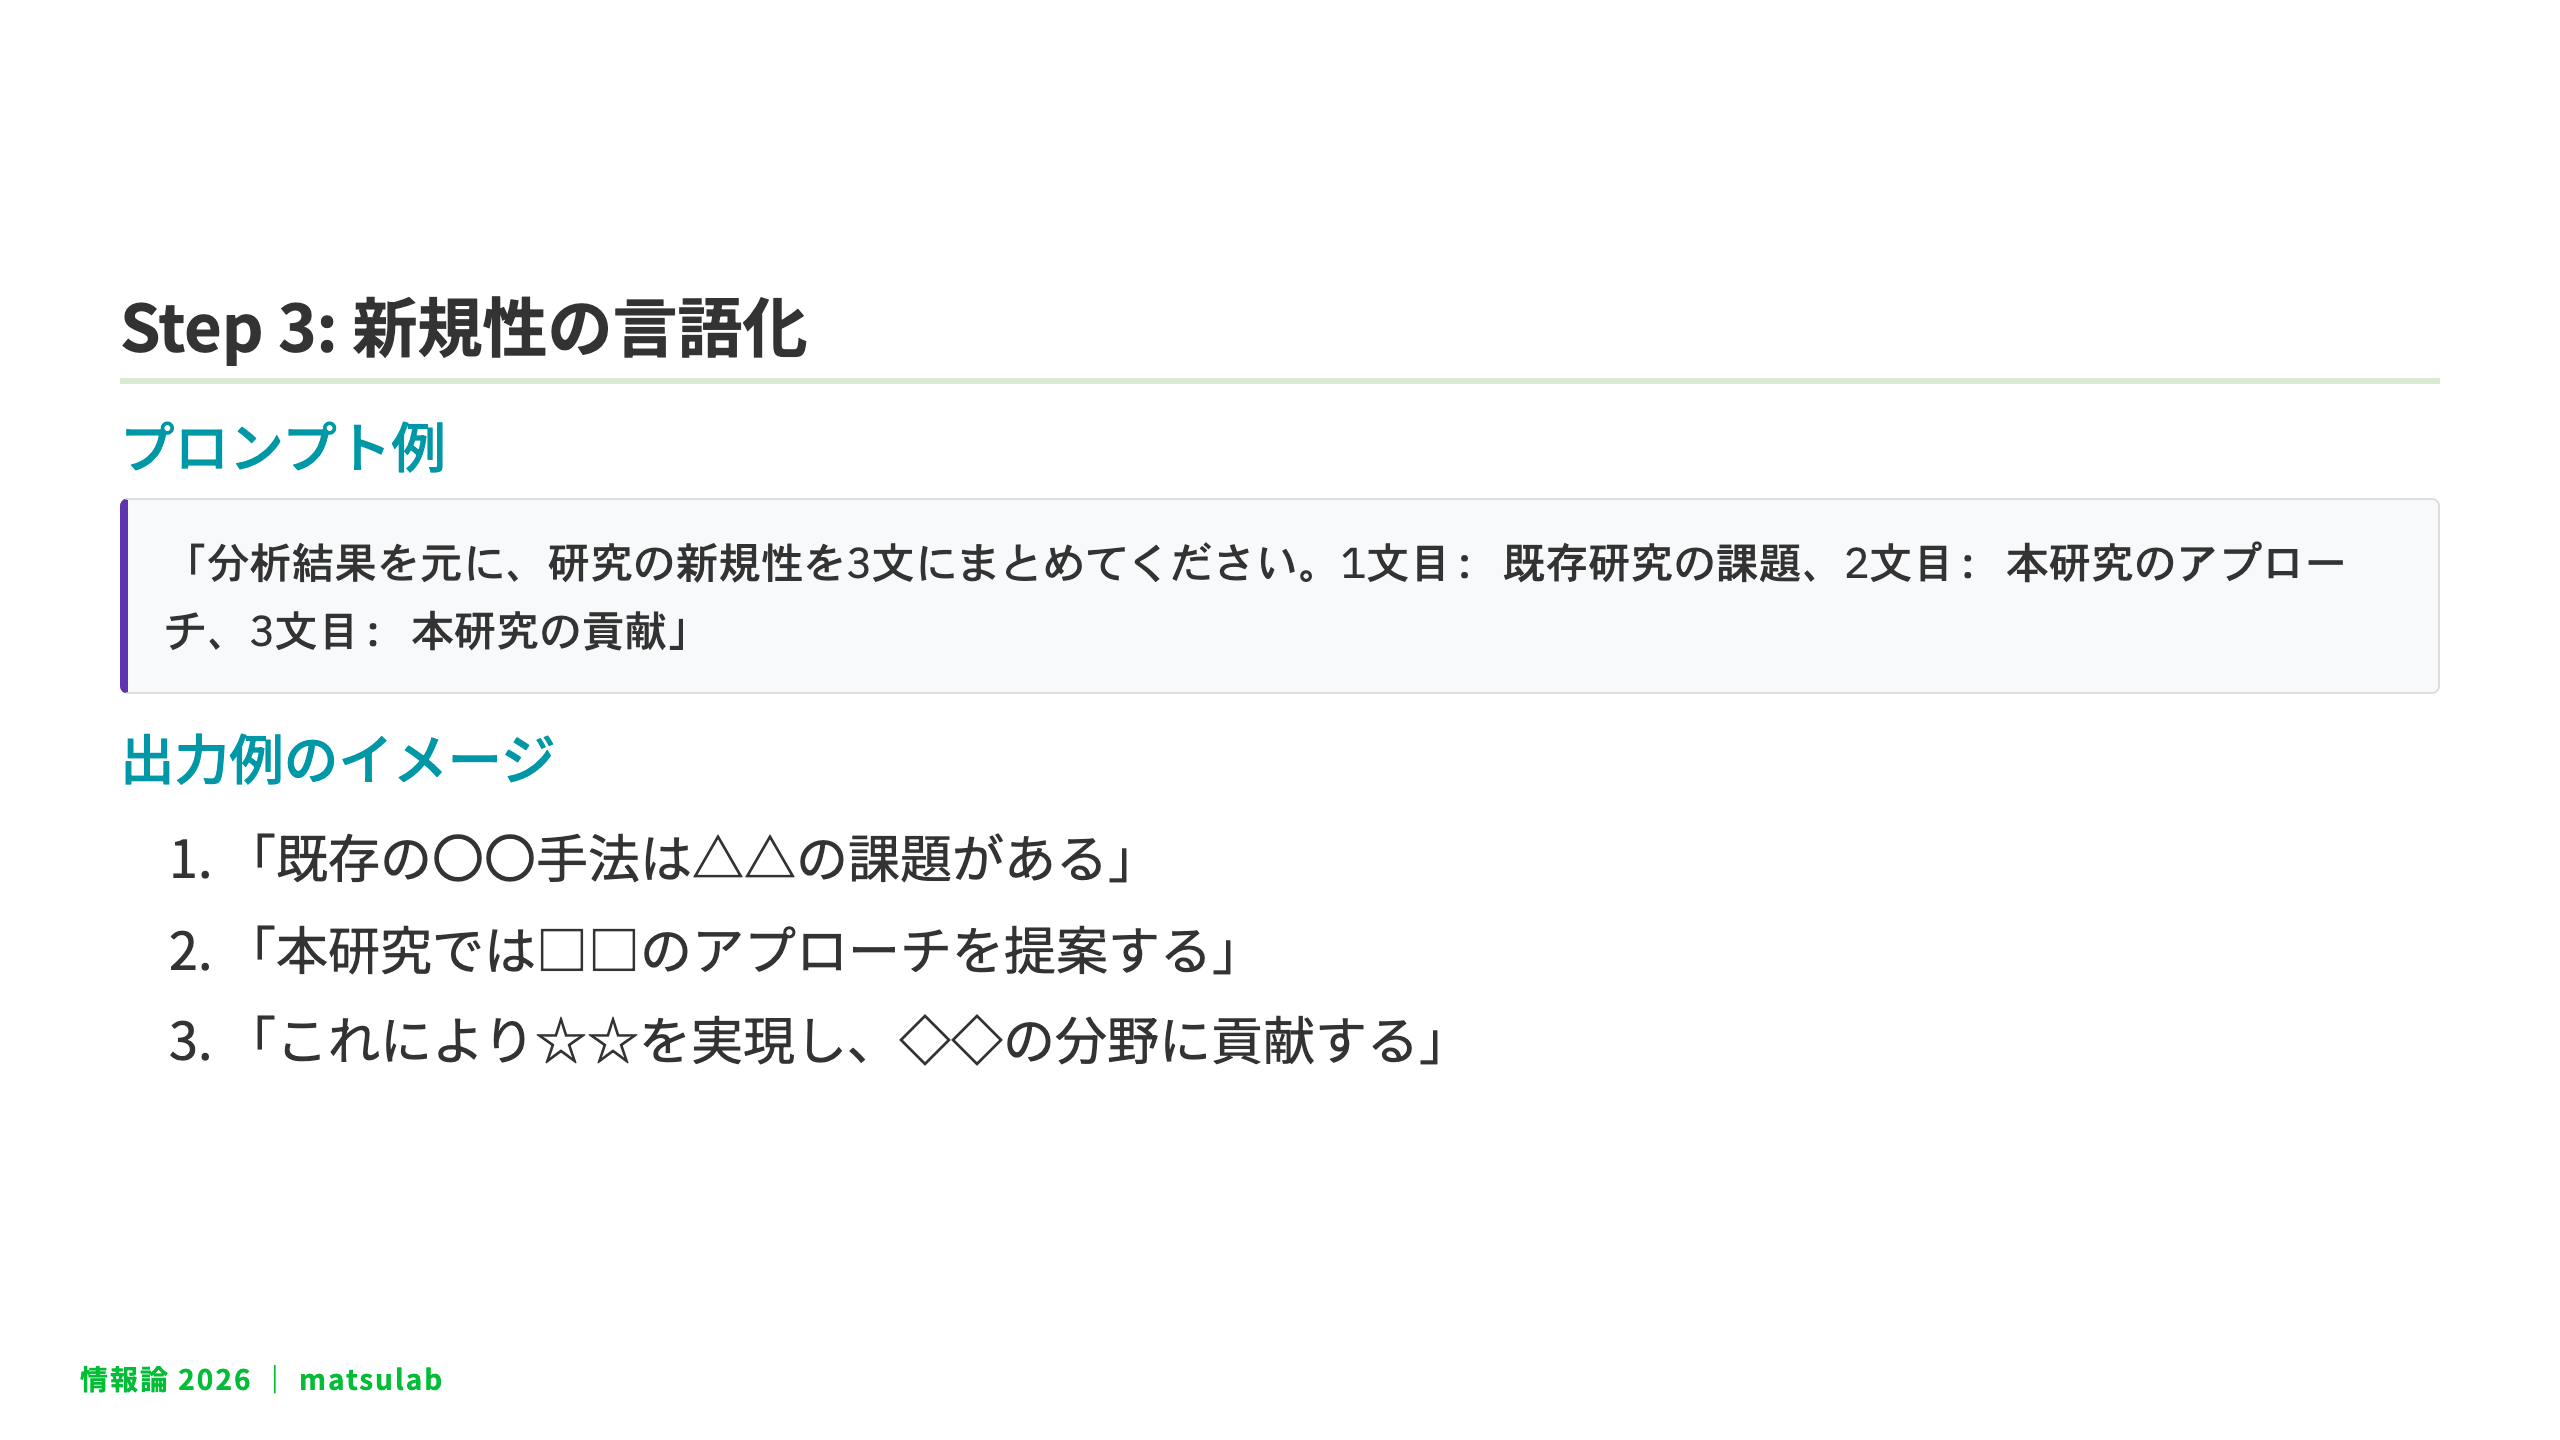 Step 3: 新規性の言語化
プロンプト例
「分析結果を元に、研究の新規性を3文にまとめてください。1文目: 既存研究の課題、2文目: 本研究のアプロー
チ、3文目: 本研究の貢献」
出力例のイメージ
1. 「既存の〇〇手法は△△の課題がある」
2. 「本研究では□□のアプローチを提案する」
3. 「これにより☆☆を実現し、◇◇の分野に貢献する」
情報論 2026 | matsulab